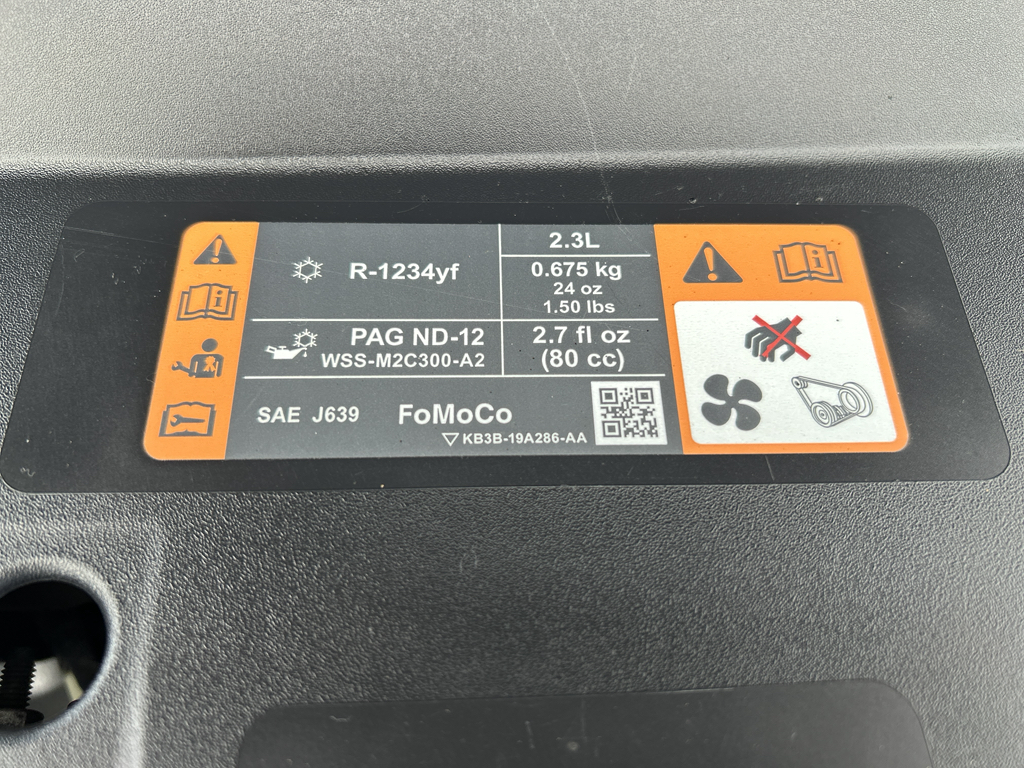 2.3L
R-1234yf
0.675 kg
24 oz
1.50 lbs
PAG ND-12
WSS-M2C300-A2
2.7 fl oz
(80 cc)
SAE J639
FoMoCo
KB3B-19A286-AA